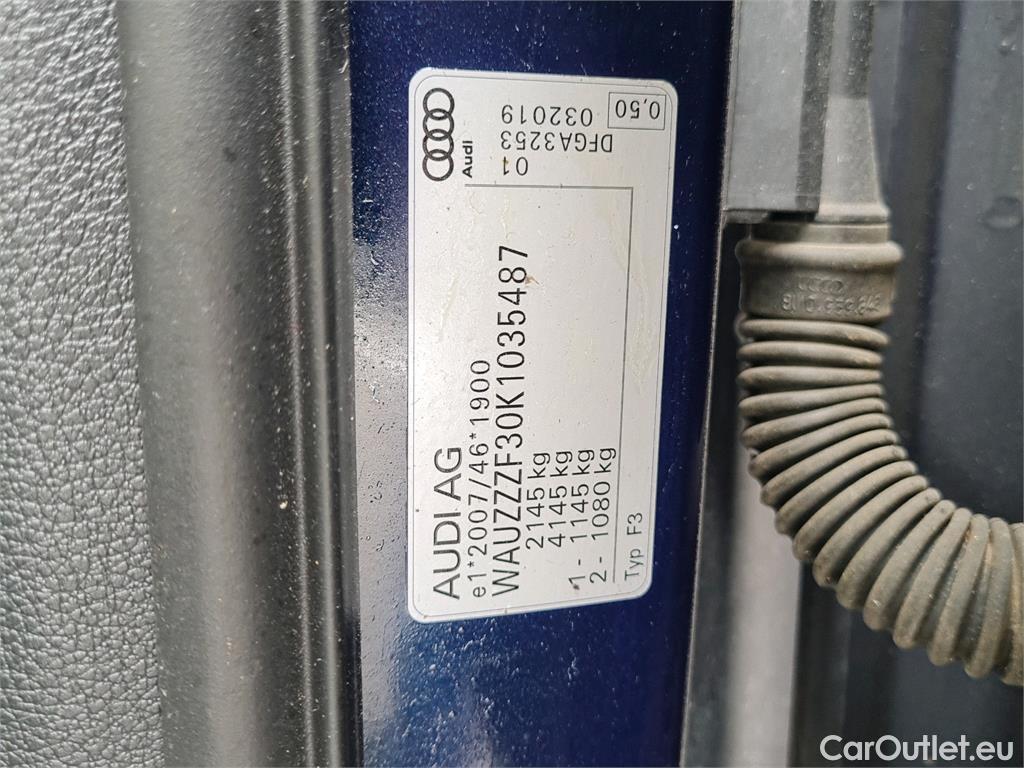 AUDI AG
e1*2007/46*1900
WAUZZZF30K1035487
2145 kg
4145 kg
1 - 1145 kg
2 - 1080 kg
Typ F3
Audi
01
DFGA3253
032019
0,50
CarOutlet.eu